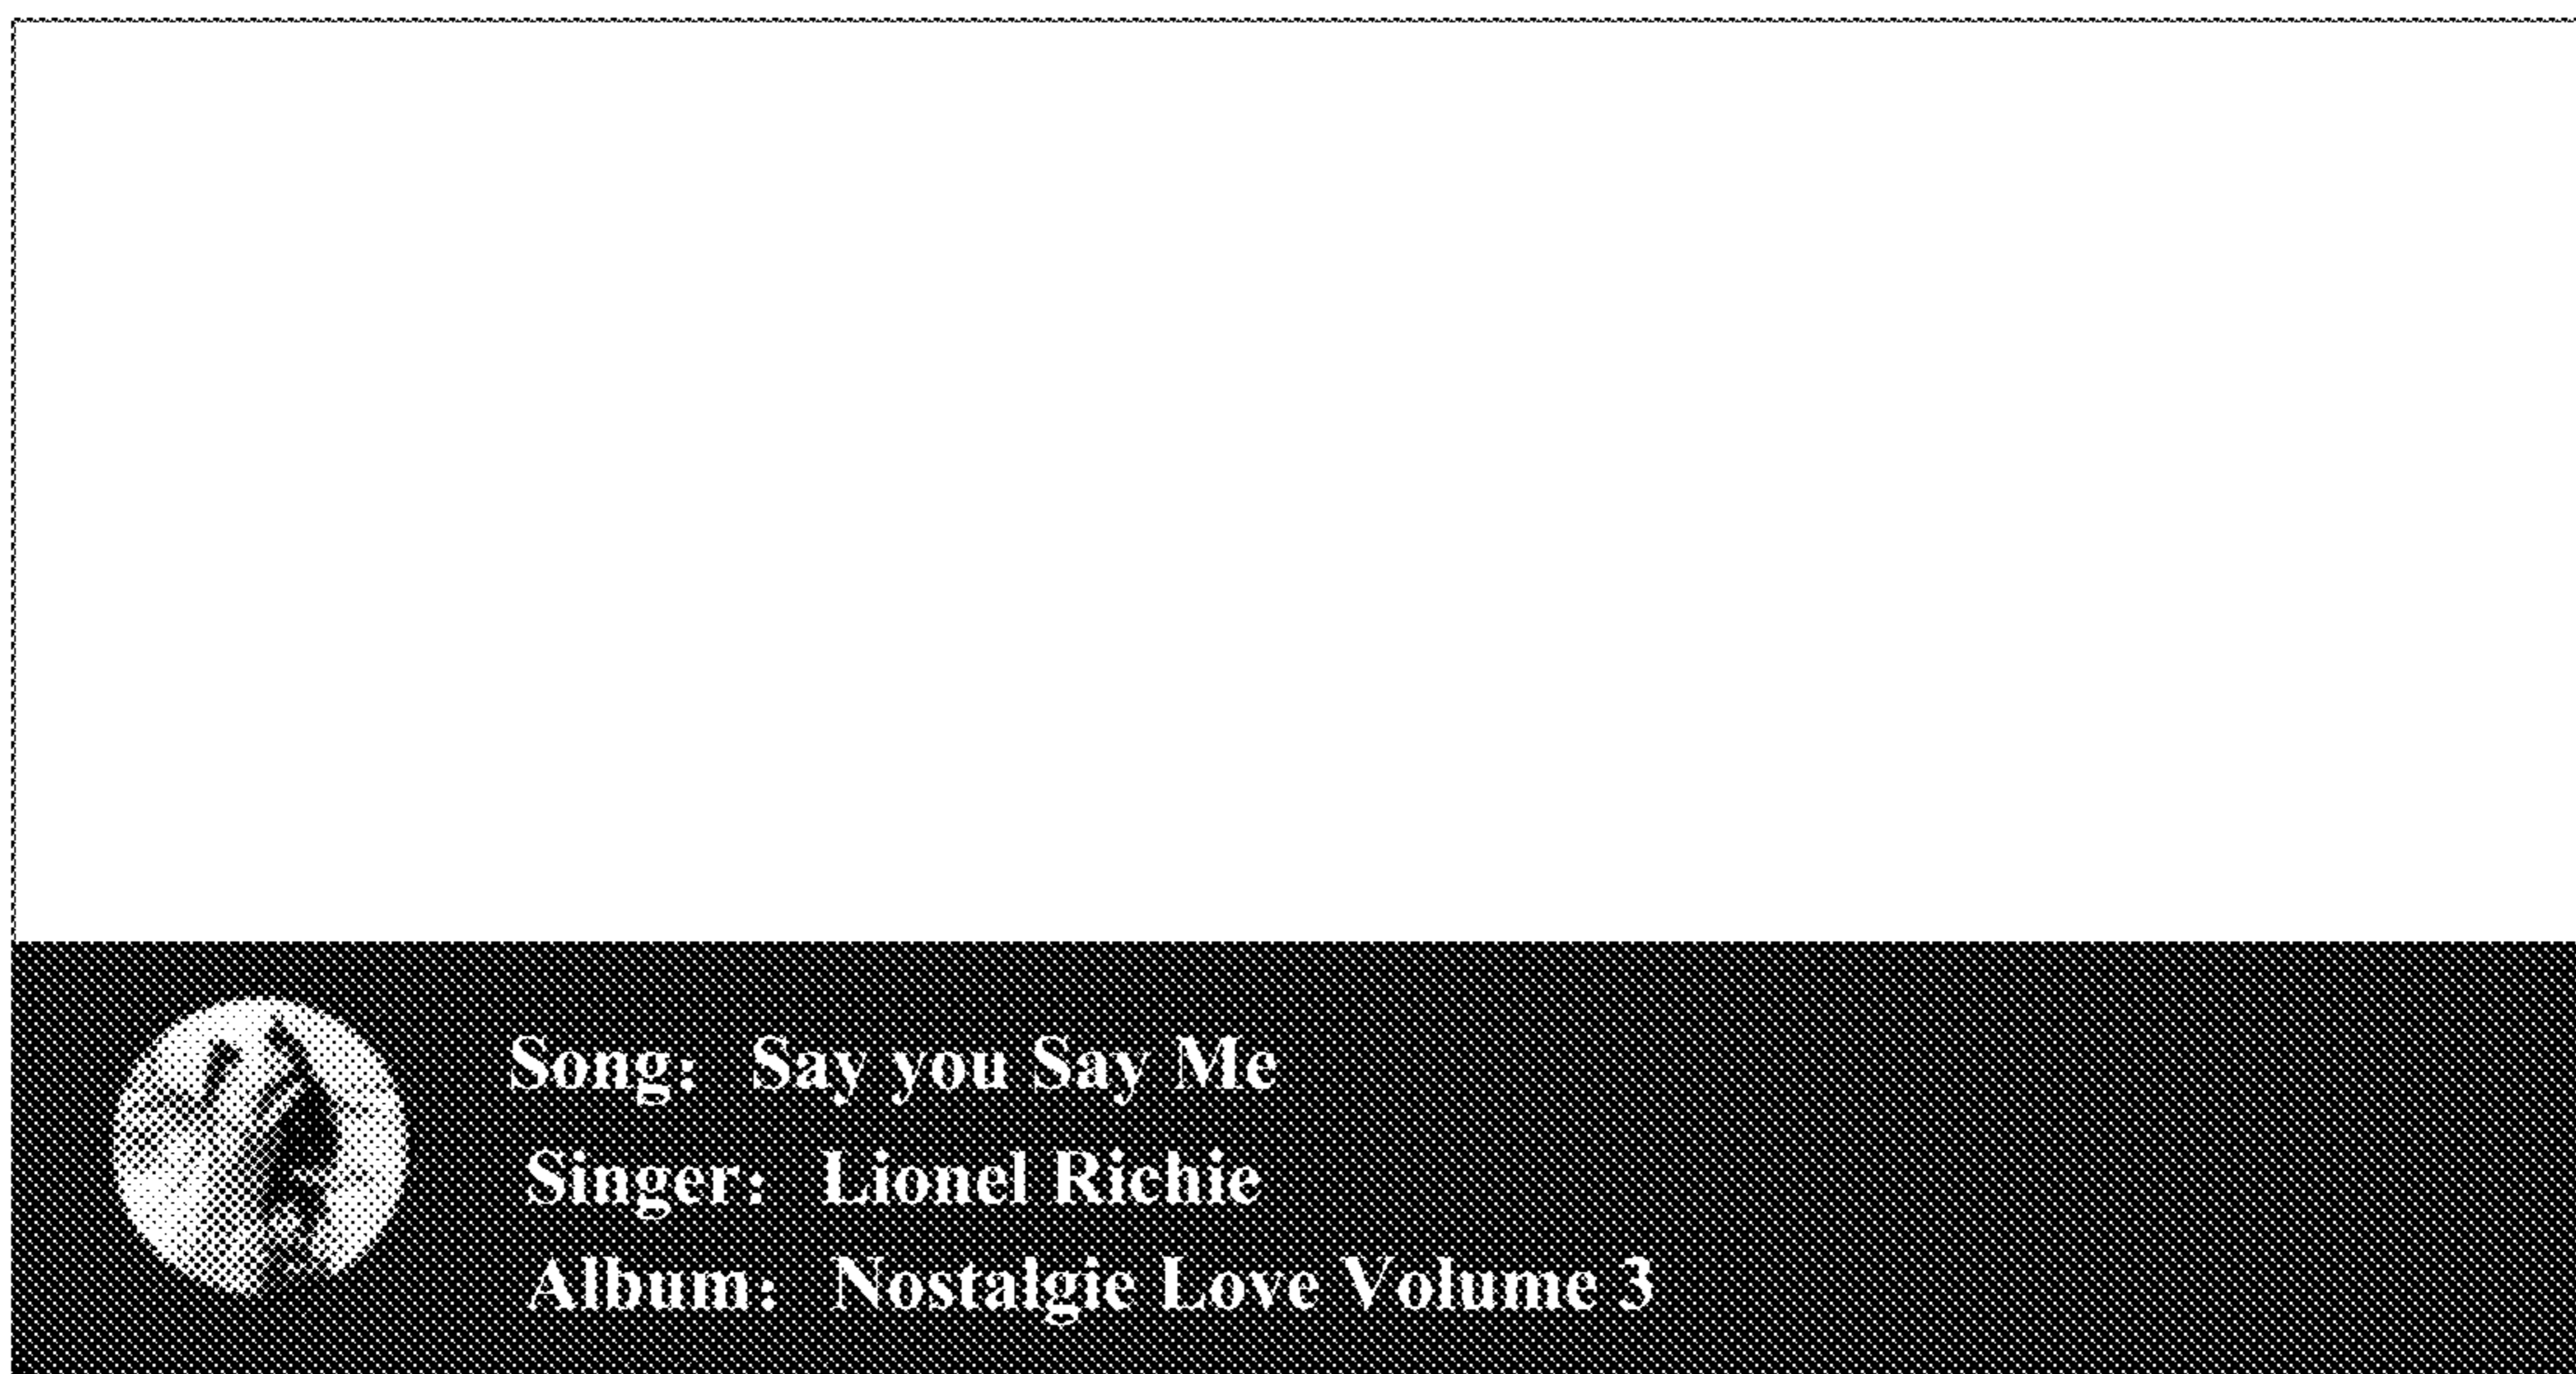 Song: Say you Say Me
Singer: Lionel Richie
Album: Nostalgie Love Volume 3